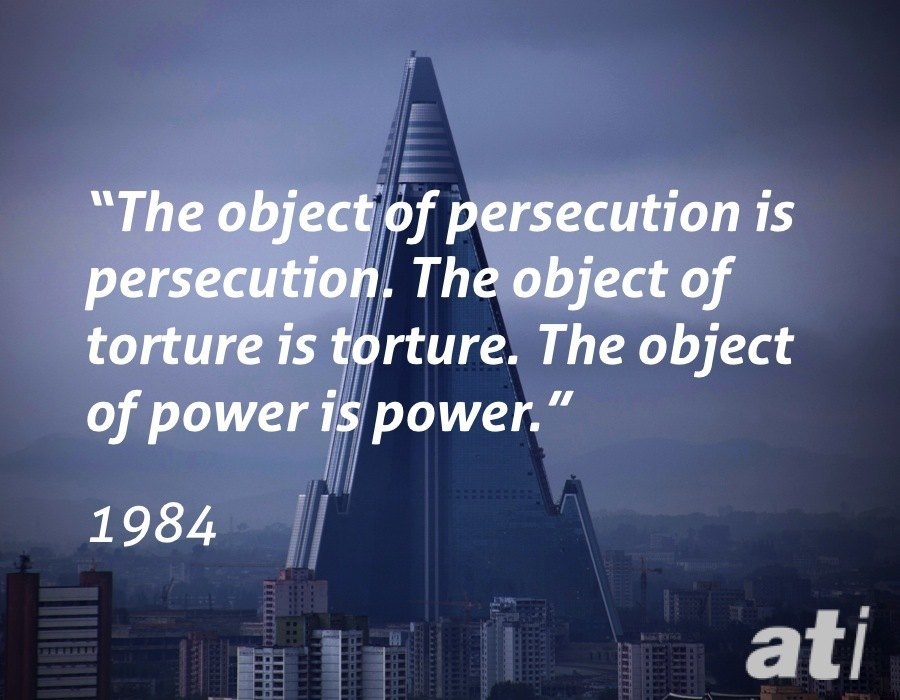 “The object of persecution is
persecution. The object of
torture is torture. The object
of power is power.”
1984
ati